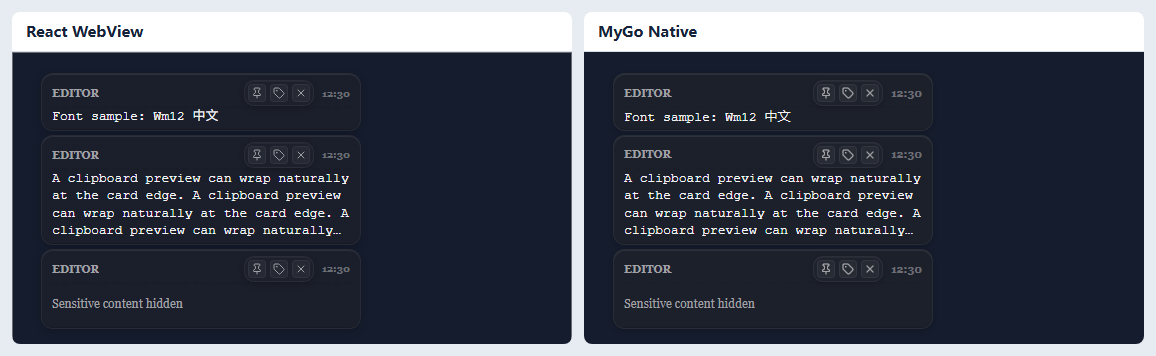 React WebView
EDITOR 12:30
Font sample: Wm12 中文
EDITOR 12:30
A clipboard preview can wrap naturally
at the card edge. A clipboard preview
can wrap naturally at the card edge. A
clipboard preview can wrap naturally…
EDITOR 12:30
Sensitive content hidden
MyGo Native
EDITOR 12:30
Font sample: Wm12 中文
EDITOR 12:30
A clipboard preview can wrap naturally
at the card edge. A clipboard preview
can wrap naturally at the card edge. A
clipboard preview can wrap naturally…
EDITOR 12:30
Sensitive content hidden